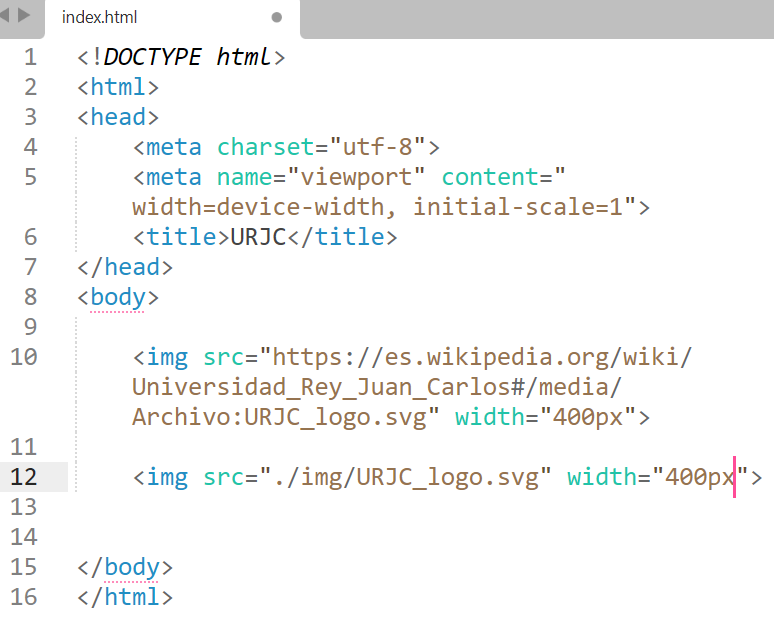 index.html
1 <!DOCTYPE html>
2 <html>
3 <head>
4 <meta charset="utf-8">
5 <meta name="viewport" content="
width=device-width, initial-scale=1">
6 <title>URJC</title>
7 </head>
8 <body>
9
10 <img src="https://es.wikipedia.org/wiki/
Universidad_Rey_Juan_Carlos#/media/
Archivo:URJC_logo.svg" width="400px">
11
12 <img src="./img/URJC_logo.svg" width="400px">
13
14
15 </body>
16 </html>